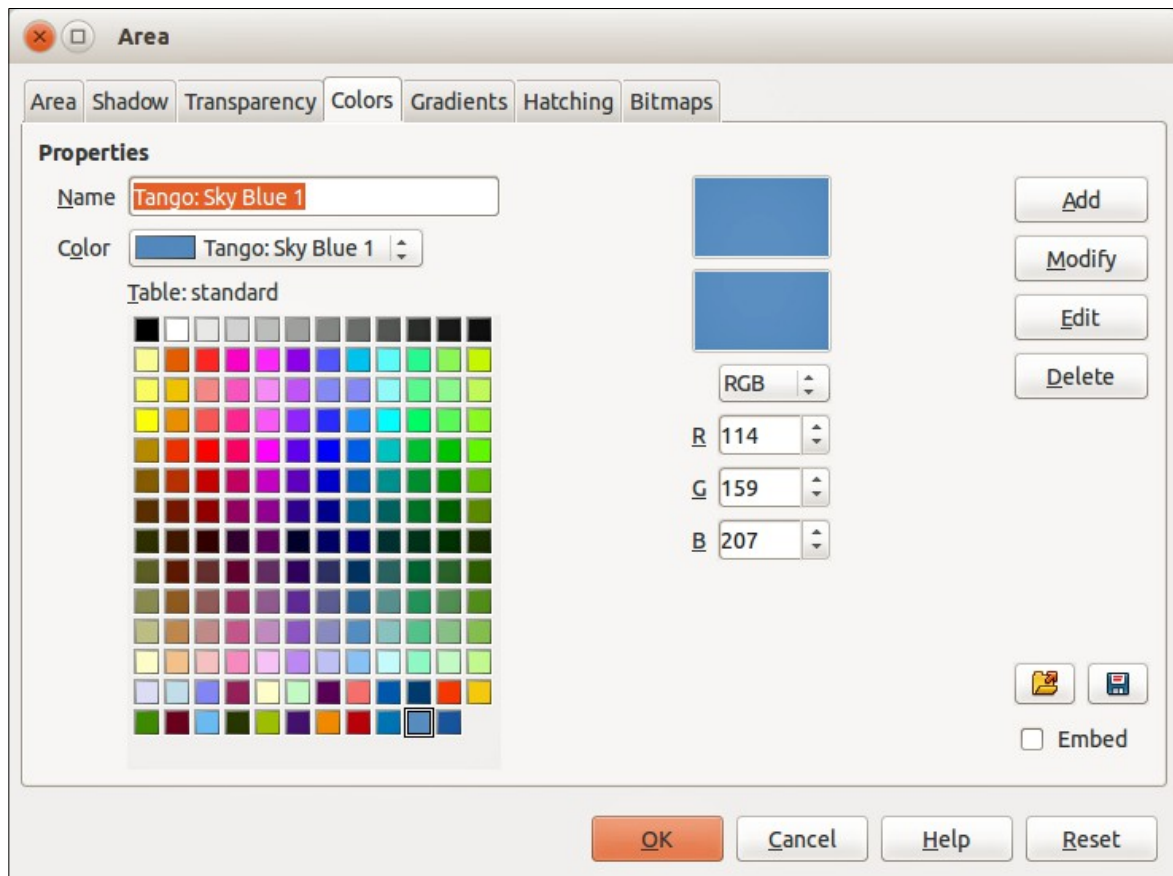 Area
Area Shadow Transparency Colors Gradients Hatching Bitmaps
Properties
Name Tango: Sky Blue 1
Color Tango: Sky Blue 1
Table: standard
Add
Modify
Edit
Delete
RGB
R 114
G 159
B 207
Embed
OK Cancel Help Reset